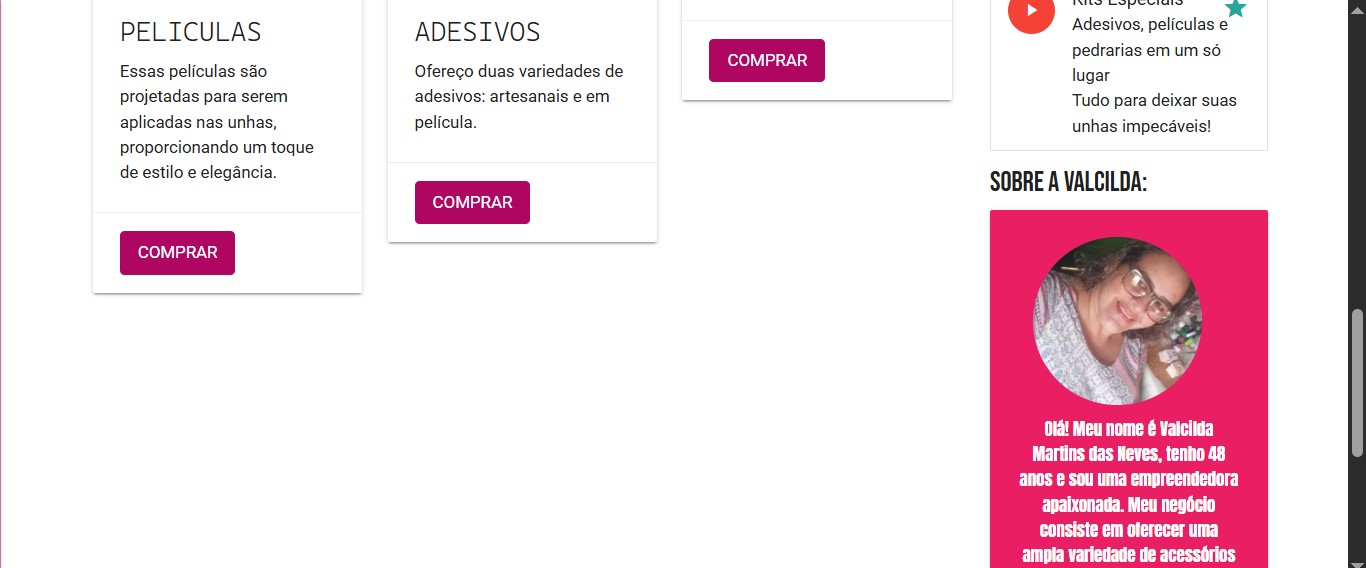 PELICULAS
Essas películas são
projetadas para serem
aplicadas nas unhas,
proporcionando um toque
de estilo e elegância.
COMPRAR
ADESIVOS
Ofereço duas variedades de
adesivos: artesanais e em
película.
COMPRAR
COMPRAR
Kits Especiais
Adesivos, películas e
pedrarias em um só
lugar
Tudo para deixar suas
unhas impecáveis!
SOBRE A VALCILDA:
Olá! Meu nome é Valcilda
Martins das Neves, tenho 48
anos e sou uma empreendedora
apaixonada. Meu negócio
consiste em oferecer uma
ampla variedade de acessórios